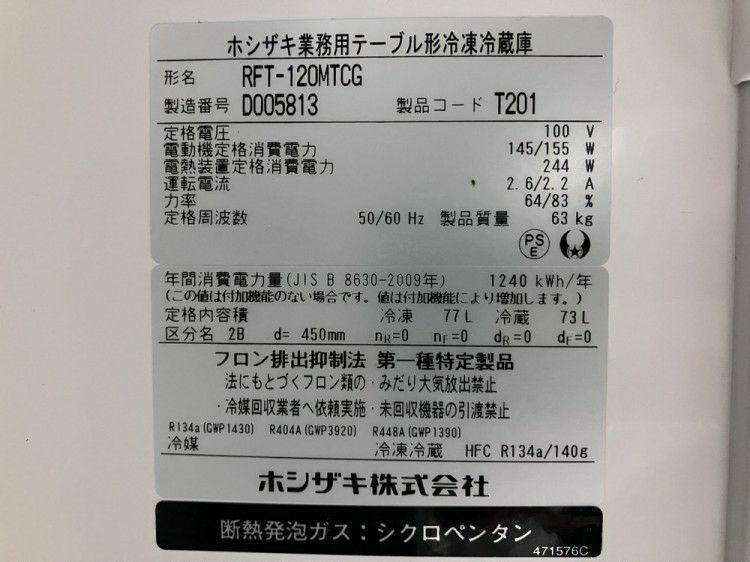 ホシザキ業務用テーブル形冷凍冷蔵庫
形名 RFT-120MTCG
製造番号 D005813 製品コード T201
定格電圧 100 V
電動機定格消費電力 145/155 W
電熱装置定格消費電力 244 W
運転電流 2.6/2.2 A
力率 64/83 %
定格周波数 50/60 Hz 製品質量 63 kg
PSE
年間消費電力量(JIS B 8630-2009年) 1240 kWh/年
(この値は付加機能のない場合です。値は付加機能により増加します。)
定格内容積 冷凍 77 L 冷蔵 73 L
区分名 2B d= 450mm nR=0 nF=0 dR=0 dF=0
フロン排出抑制法 第一種特定製品
法にもとづくフロン類の・みだり大気放出禁止
・冷媒回収業者へ依頼実施・未回収機器の引渡禁止
R134a(GWP1430) R404A(GWP3920) R448A(GWP1390)
冷媒 冷凍冷蔵 HFC R134a/140g
ホシザキ株式会社
断熱発泡ガス:シクロペンタン
471576C